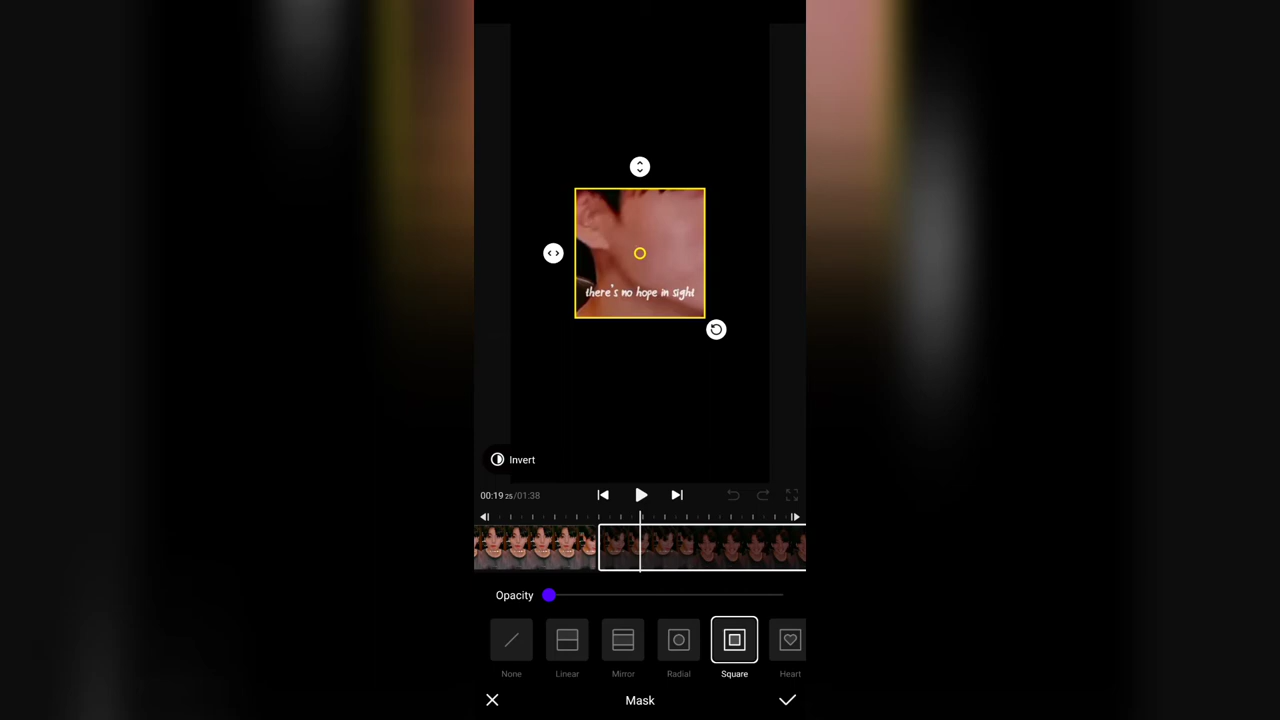 there's no hope in sight
Invert
00:19 25/01:38
Opacity
None Linear Mirror Radial Square Heart
Mask